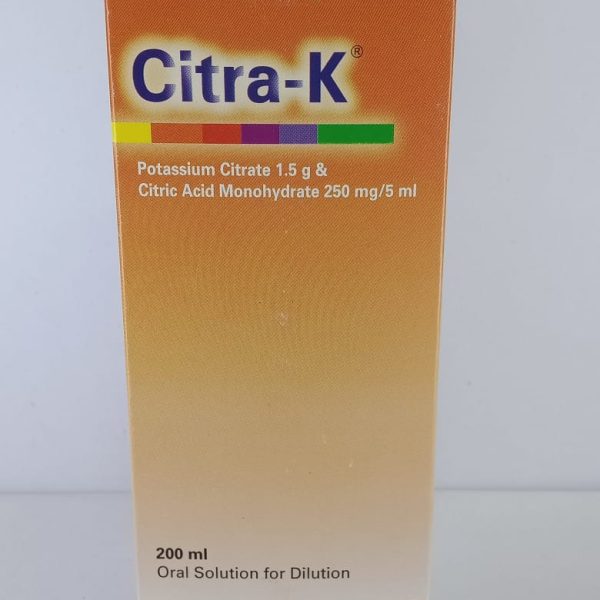 Citra-K®
Potassium Citrate 1.5 g &
Citric Acid Monohydrate 250 mg/5 ml
200 ml
Oral Solution for Dilution